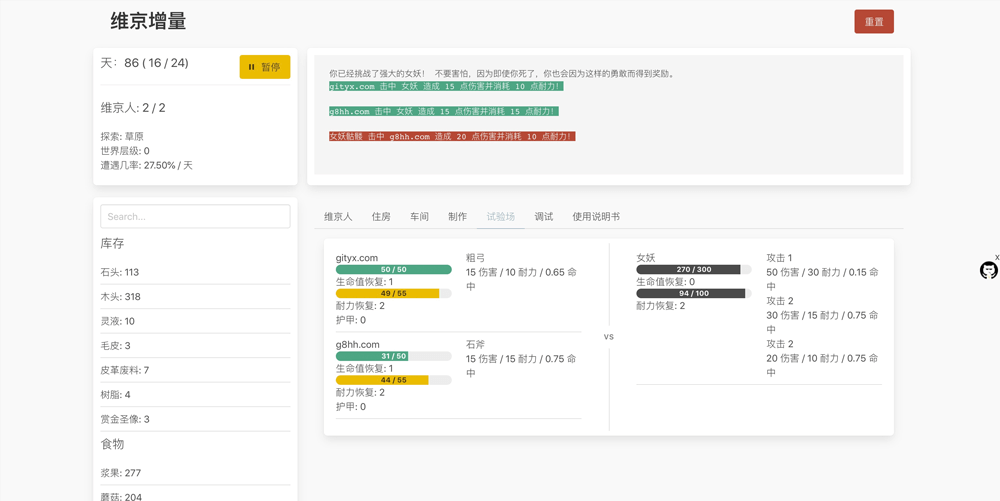 维京增量
重置
天：86 ( 16 / 24)
暂停
维京人: 2 / 2
探索: 草原
世界层级: 0
遭遇几率: 27.50% / 天
你已经挑战了强大的女妖！ 不要害怕，因为即使你死了，你也会因为这样的勇敢而得到奖励。
gityx.com 击中 女妖 造成 15 点伤害并消耗 10 点耐力！
g8hh.com 击中 女妖 造成 15 点伤害并消耗 15 点耐力！
女妖骷髅 击中 g8hh.com 造成 20 点伤害并消耗 10 点耐力！
Search...
库存
石头: 113
木头: 318
灵液: 10
毛皮: 3
皮革废料: 7
树脂: 4
赏金圣像: 3
食物
浆果: 277
蘑菇: 204
维京人 住房 车间 制作 试验场 调试 使用说明书
gityx.com
50 / 50
生命值恢复: 1
49 / 55
耐力恢复: 2
护甲: 0
粗弓
15 伤害 / 10 耐力 / 0.65 命
中
g8hh.com
31 / 50
生命值恢复: 1
44 / 55
耐力恢复: 2
护甲: 0
石斧
15 伤害 / 15 耐力 / 0.75 命
中
vs
女妖
270 / 300
生命值恢复: 0
94 / 100
耐力恢复: 2
攻击 1
50 伤害 / 30 耐力 / 0.15 命
中
攻击 2
30 伤害 / 15 耐力 / 0.75 命
中
攻击 2
20 伤害 / 10 耐力 / 0.75 命
中
x